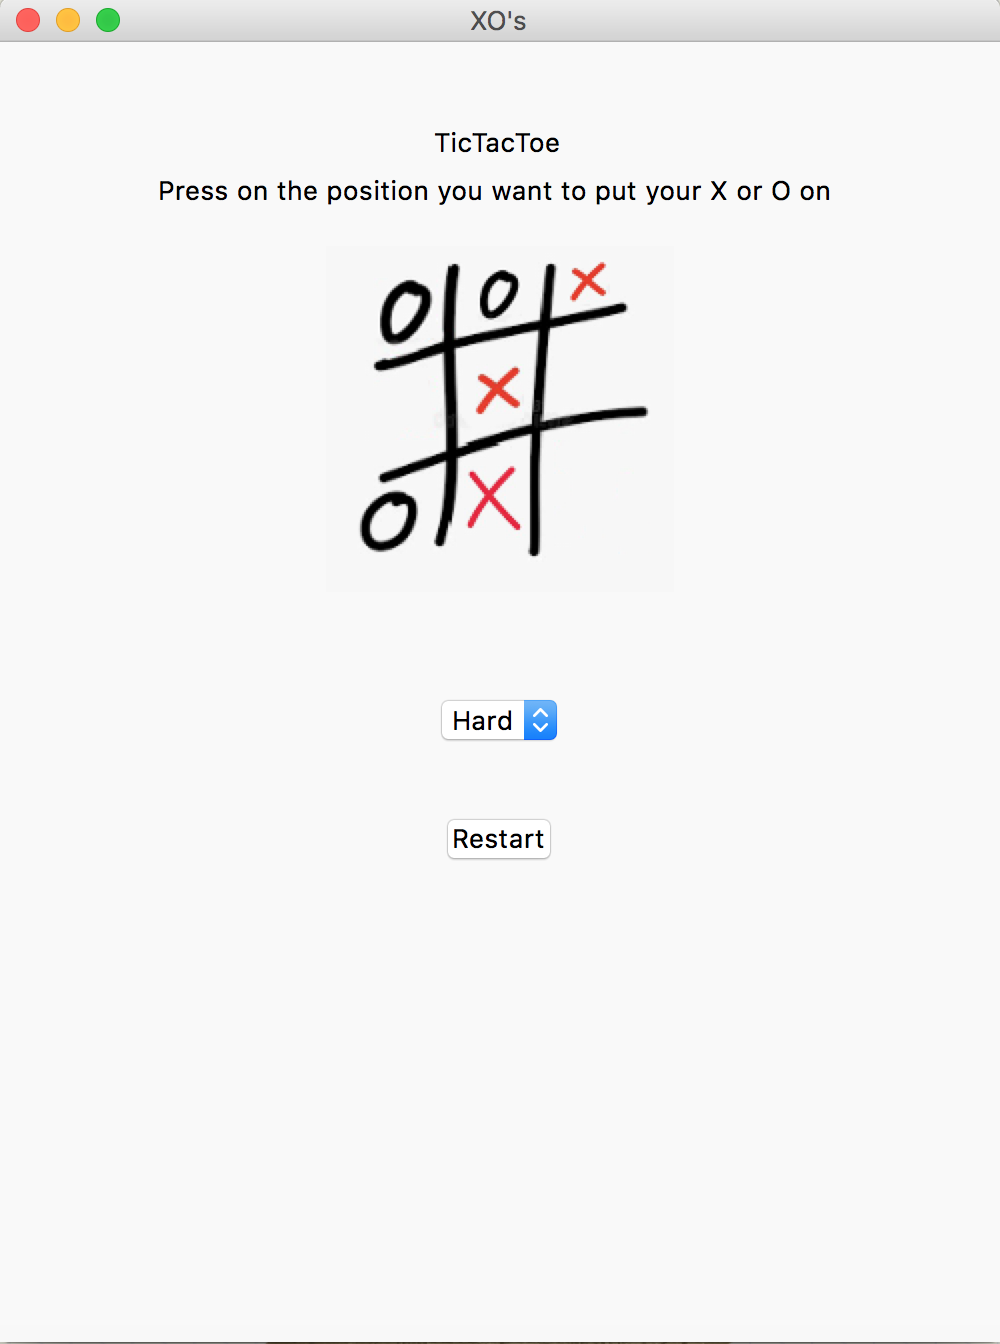 XO's
TicTacToe
Press on the position you want to put your X or O on
O O X
X
O X
Hard
Restart